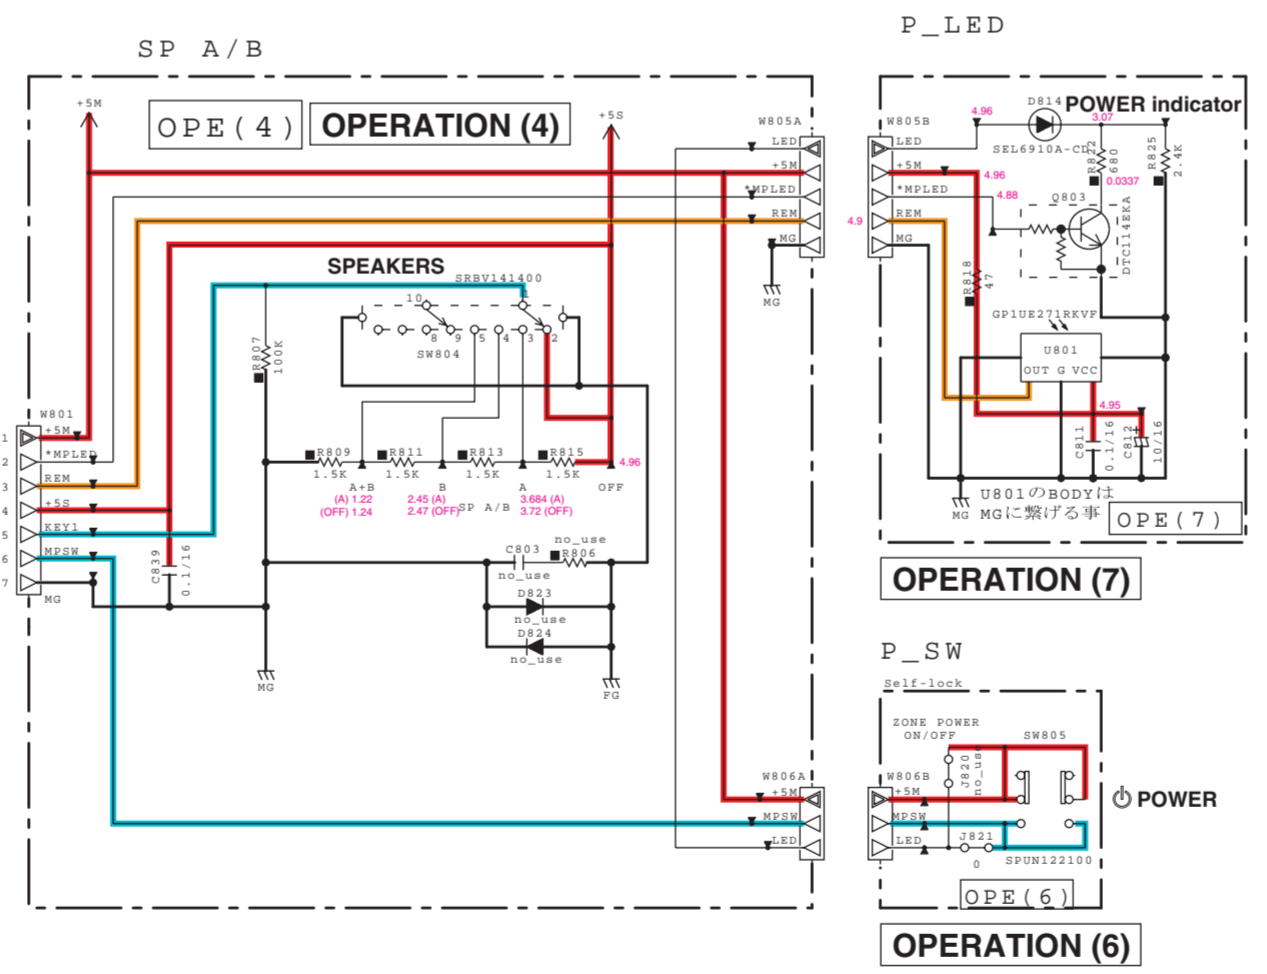 SP A/B
+5M
OPE(4)
OPERATION (4)
+5S
W805A
LED
+5M
*MPLED
REM
MG
MG
SPEAKERS
SRBV141400
10
1
8
9
5
4
3
2
SW804
R807
100K
W801
1
+5M
2
*MPLED
3
REM
4
+5S
5
KEY1
6
MPSW
7
MG
R809
1.5K
R811
1.5K
R813
1.5K
R815
1.5K
4.96
A+B
B
A
OFF
(A) 1.22
(OFF) 1.24
2.45 (A)
2.47 (OFF)
SP A/B
3.684 (A)
3.72 (OFF)
C839
0.1/16
C803
no_use
no_use
R806
D823
no_use
D824
no_use
MG
FG
W806A
+5M
MPSW
LED
P_LED
W805B
LED
+5M
*MPLED
4.9
REM
MG
4.96
D814
POWER indicator
3.07
SEL6910A-CD
R822
680
R825
2.4K
4.96
4.88
0.0337
Q803
DTC114EKA
R818
47
GP1UE271RKVF
U801
OUT G VCC
4.95
C811
0.1/16
C812
+
10/16
MG
U801のBODYは
MGに繋げる事
OPE(7)
OPERATION (7)
P_SW
Self-lock
ZONE POWER
ON/OFF
SW805
J820
no_use
W806B
+5M
MPSW
LED
J821
0
SPUN122100
POWER
OPE(6)
OPERATION (6)